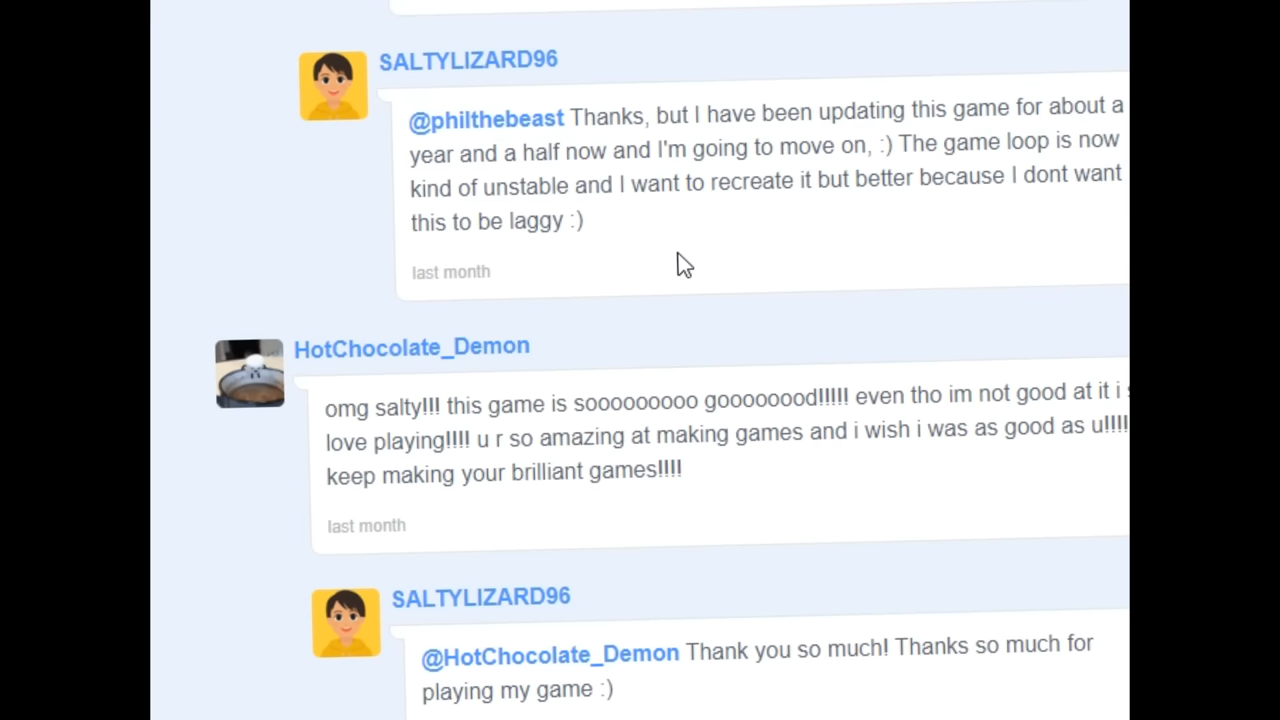 SALTYLIZARD96
@philthebeast Thanks, but I have been updating this game for about a
year and a half now and I'm going to move on, :) The game loop is now
kind of unstable and I want to recreate it but better because I dont want
this to be laggy :)
last month
HotChocolate_Demon
omg salty!!! this game is sooooooooo goooooood!!!!! even tho im not good at it i
love playing!!!! u r so amazing at making games and i wish i was as good as u!!!!
keep making your brilliant games!!!!
last month
SALTYLIZARD96
@HotChocolate_Demon Thank you so much! Thanks so much for
playing my game :)